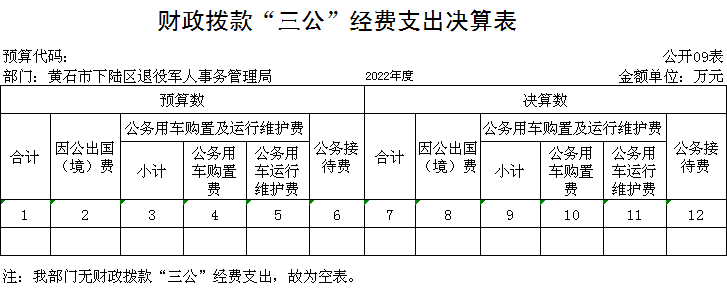 财政拨款“三公”经费支出决算表
预算代码： 公开09表
部门：黄石市下陆区退役军人事务管理局 2022年度 金额单位：万元
预算数 决算数
合计 因公出国（境）费 公务用车购置及运行维护费 公务接待费 合计 因公出国（境）费 公务用车购置及运行维护费 公务接待费
小计 公务用车购置费 公务用车运行维护费 小计 公务用车购置费 公务用车运行维护费
1 2 3 4 5 6 7 8 9 10 11 12
注：我部门无财政拨款“三公”经费支出，故为空表。